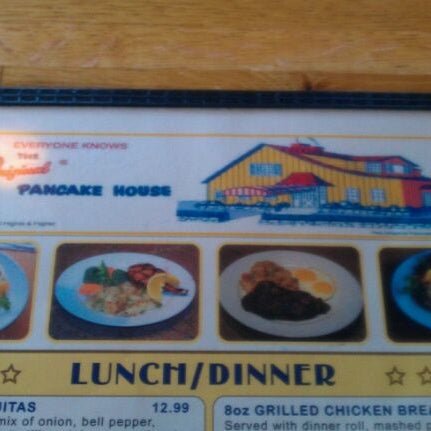 EVERYONE KNOWS
THE
Original ®
PANCAKE HOUSE
LUNCH/DINNER
JITAS 12.99
mix of onion, bell pepper,
8oz GRILLED CHICKEN BREA
Served with dinner roll, mashed p